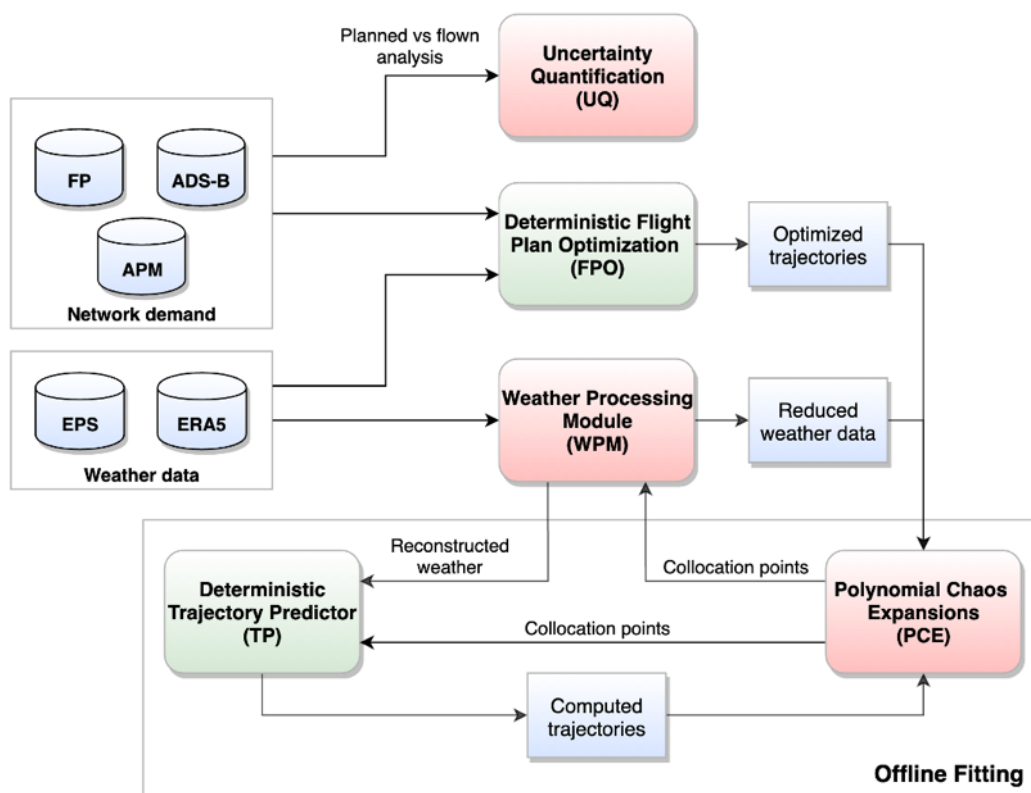 Planned vs flown
analysis
Uncertainty
Quantification
(UQ)
FP
ADS-B
APM
Network demand
Deterministic Flight
Plan Optimization
(FPO)
Optimized
trajectories
EPS
ERA5
Weather data
Weather Processing
Module
(WPM)
Reduced
weather data
Reconstructed
weather
Collocation points
Deterministic
Trajectory Predictor
(TP)
Collocation points
Polynomial Chaos
Expansions
(PCE)
Computed
trajectories
Offline Fitting